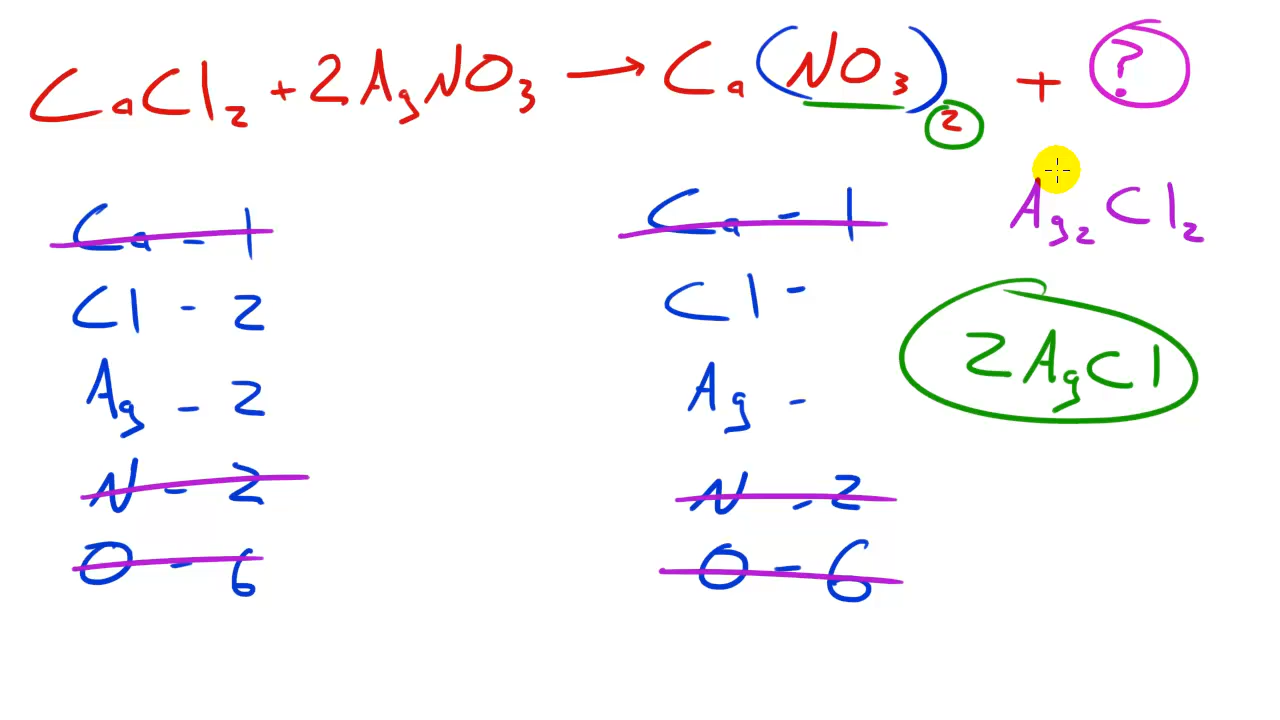 CaCl₂ + 2AgNO₃ → Ca(NO₃)₂ + ?
Ca - 1 Ca - 1 Ag₂Cl₂
Cl - 2 Cl -
2AgCl
Ag - 2 Ag -
N - 2 N - 2
O - 6 O - 6